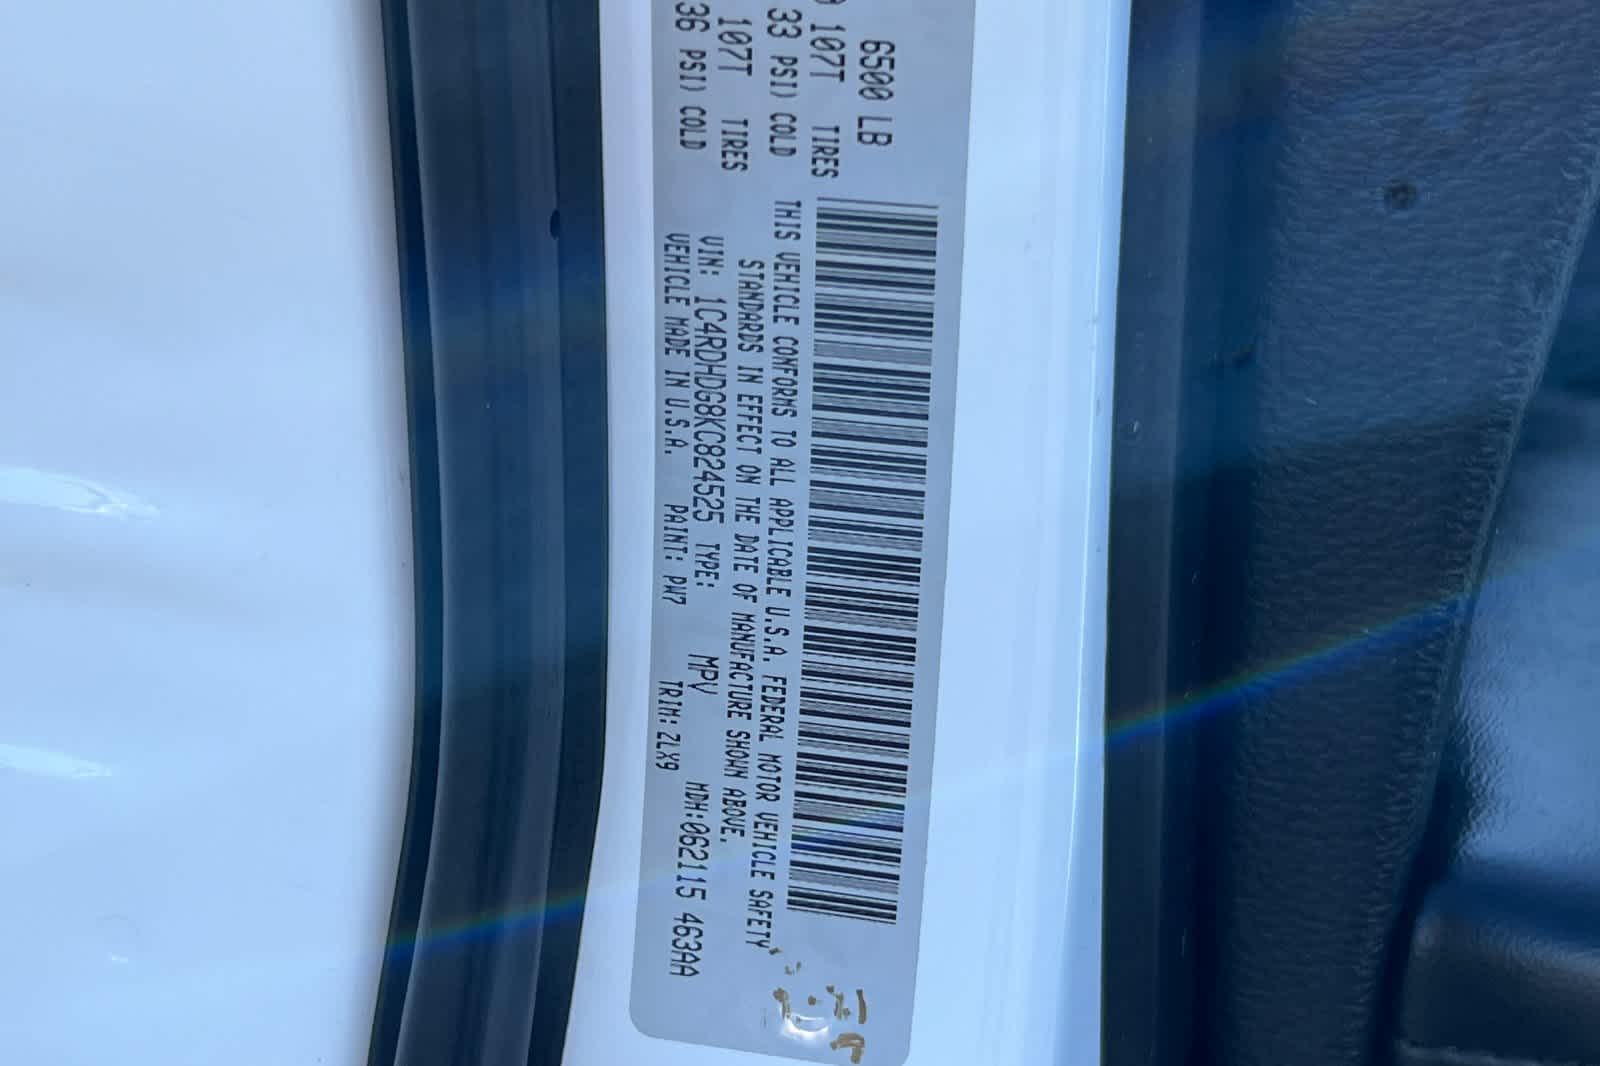 6500 LB
107T TIRES
33 PSI) COLD
107T TIRES
36 PSI) COLD
THIS VEHICLE CONFORMS TO ALL APPLICABLE U.S.A. FEDERAL MOTOR VEHICLE SAFETY
STANDARDS IN EFFECT ON THE DATE OF MANUFACTURE SHOWN ABOVE.
VIN: 1C4RDHDG8KC824525 TYPE: MPV MDH:062115 463AA
VEHICLE MADE IN U.S.A. PAINT: PW7 TRIM: ZLX9